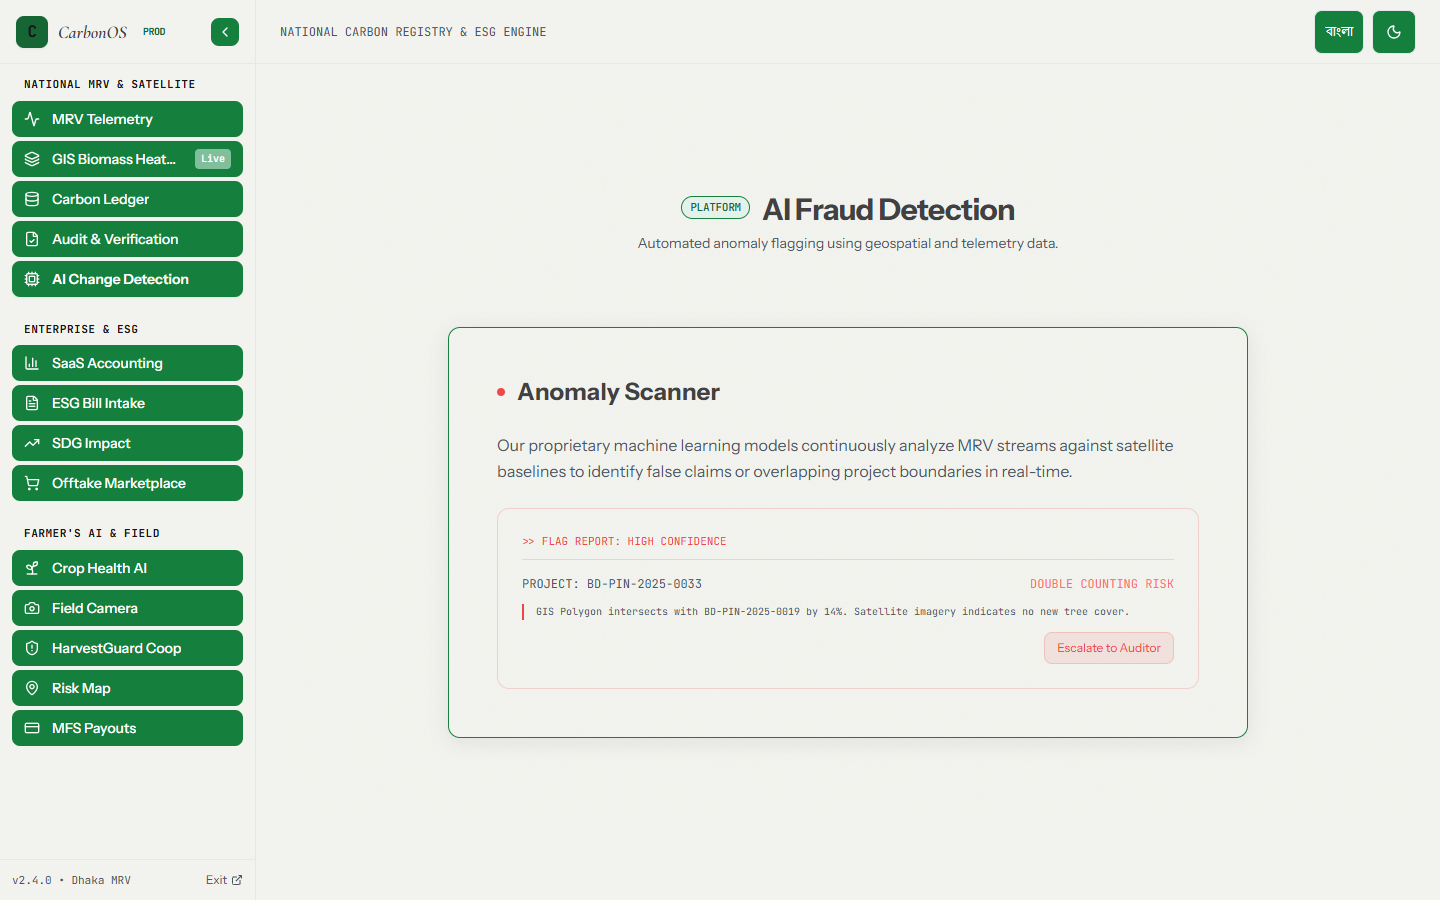 C
CarbonOS PROD
NATIONAL CARBON REGISTRY & ESG ENGINE
বাংলা
NATIONAL MRV & SATELLITE
MRV Telemetry
GIS Biomass Heat... Live
Carbon Ledger
Audit & Verification
AI Change Detection
ENTERPRISE & ESG
SaaS Accounting
ESG Bill Intake
SDG Impact
Offtake Marketplace
FARMER'S AI & FIELD
Crop Health AI
Field Camera
HarvestGuard Coop
Risk Map
MFS Payouts
v2.4.0 • Dhaka MRV
Exit
PLATFORM AI Fraud Detection
Automated anomaly flagging using geospatial and telemetry data.
Anomaly Scanner
Our proprietary machine learning models continuously analyze MRV streams against satellite
baselines to identify false claims or overlapping project boundaries in real-time.
>> FLAG REPORT: HIGH CONFIDENCE
PROJECT: BD-PIN-2025-0033
DOUBLE COUNTING RISK
GIS Polygon intersects with BD-PIN-2025-0019 by 14%. Satellite imagery indicates no new tree cover.
Escalate to Auditor